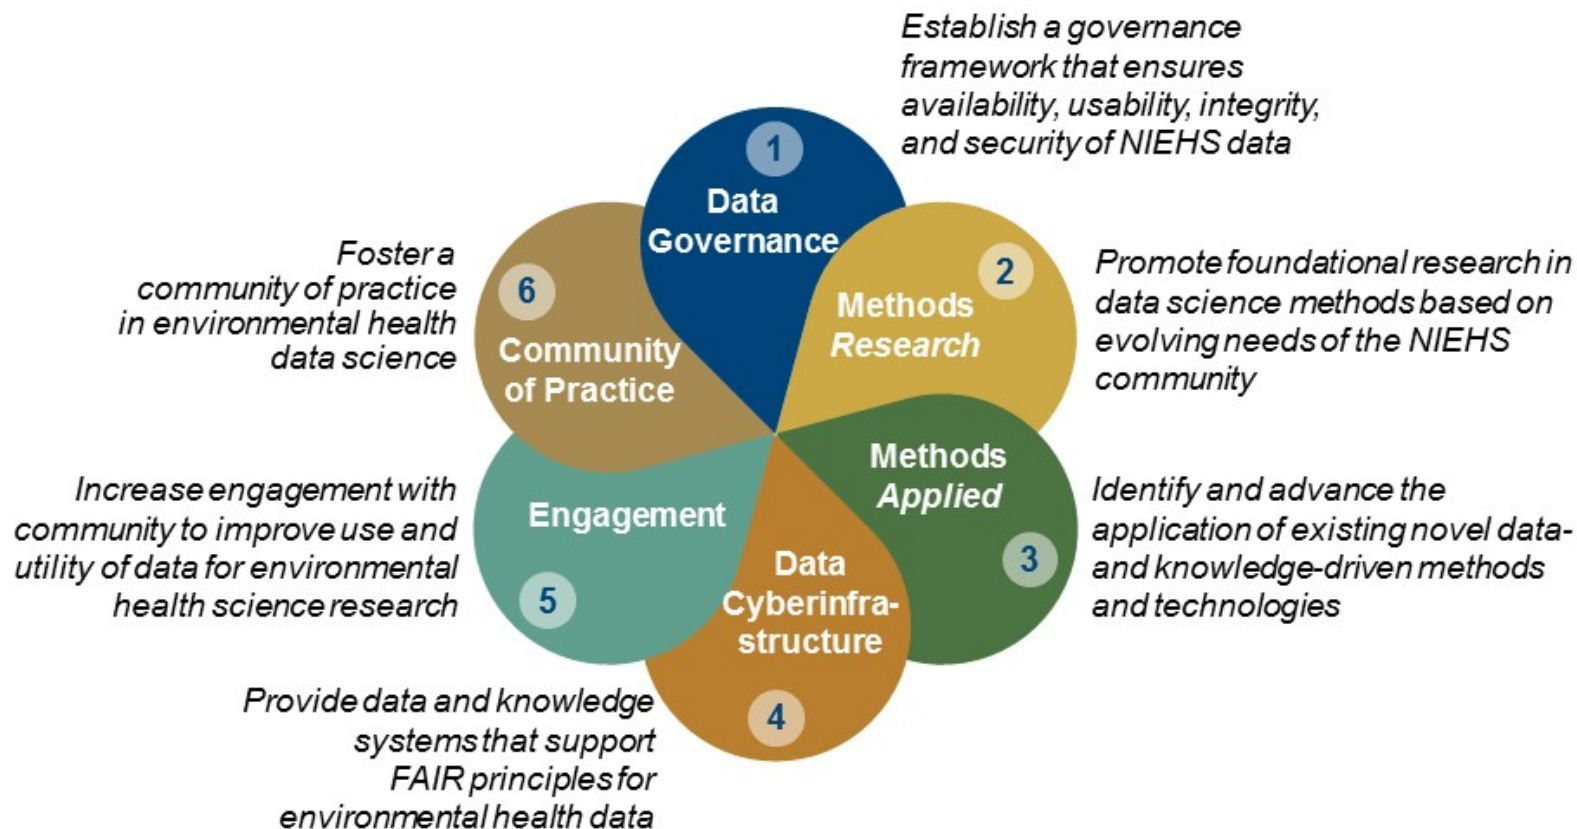 1
Data
Governance
Establish a governance
framework that ensures
availability, usability, integrity,
and security of NIEHS data
2
Methods
Research
Promote foundational research in
data science methods based on
evolving needs of the NIEHS
community
Methods
Applied
3
Identify and advance the
application of existing novel data-
and knowledge-driven methods
and technologies
Data
Cyberinfra-
structure
4
Provide data and knowledge
systems that support
FAIR principles for
environmental health data
Engagement
5
Increase engagement with
community to improve use and
utility of data for environmental
health science research
6
Community
of Practice
Foster a
community of practice
in environmental health
data science